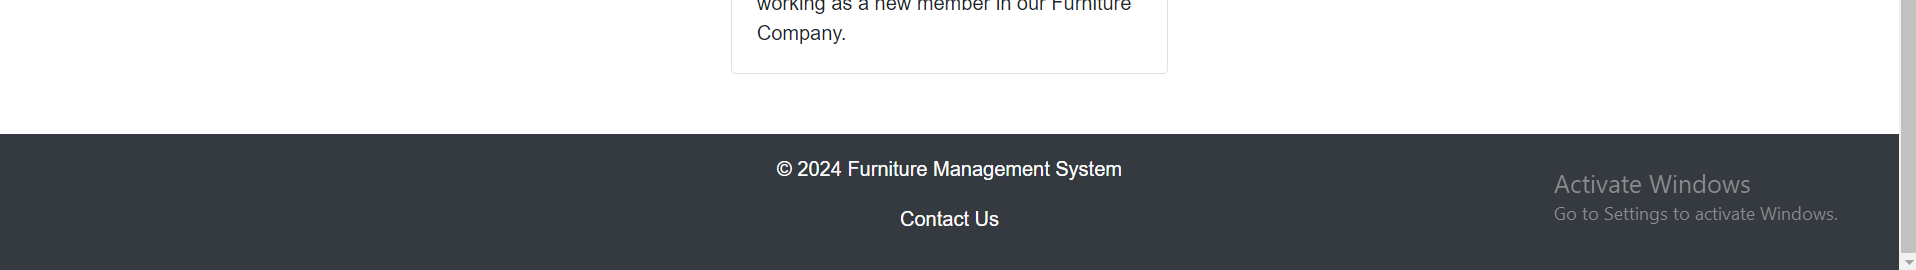 working as a new member in our Furniture
Company.
© 2024 Furniture Management System
Contact Us
Activate Windows
Go to Settings to activate Windows.